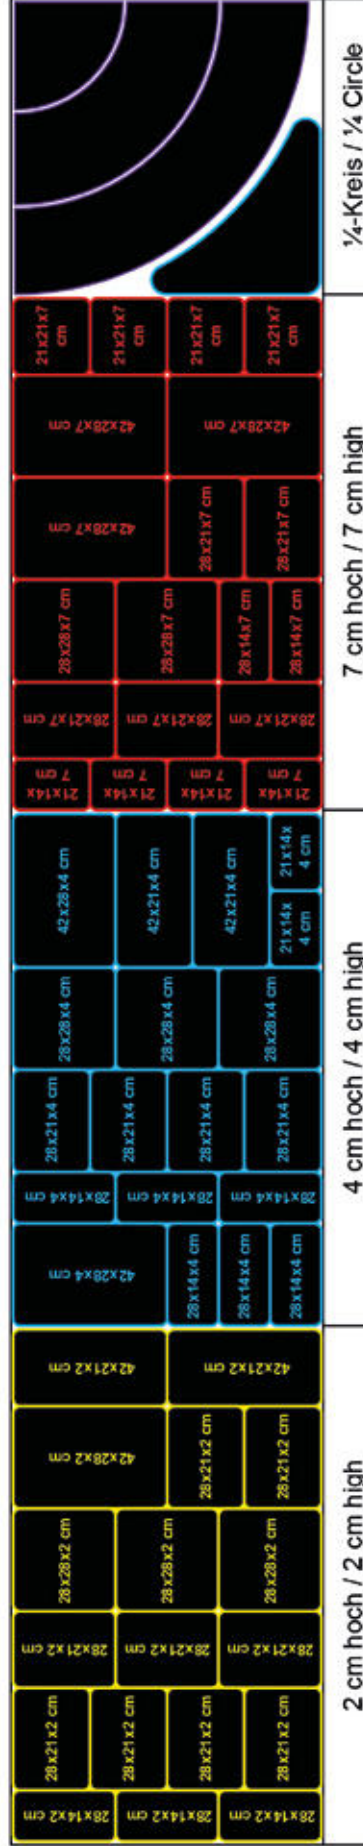 28x14x2 cm
28x14x2 cm
28x14x2 cm
28x21x2 cm
28x21x2 cm
28x21x2 cm
28x21x2 cm
28x21x2 cm
28x21x2 cm
28x21x2 cm
28x28x2 cm
28x28x2 cm
28x28x2 cm
42x28x2 cm
28x21x2 cm
28x21x2 cm
42x21x2 cm
42x21x2 cm
2 cm hoch / 2 cm high
42x28x4 cm
28x14x4 cm
28x14x4 cm
28x14x4 cm
28x14x4 cm
28x14x4 cm
28x14x4 cm
28x21x4 cm
28x21x4 cm
28x21x4 cm
28x21x4 cm
28x28x4 cm
28x28x4 cm
28x28x4 cm
42x28x4 cm
42x21x4 cm
42x21x4 cm
21x14x
4 cm
21x14x
4 cm
4 cm hoch / 4 cm high
21x14x
7 cm
21x14x
7 cm
21x14x
7 cm
21x14x
7 cm
28x21x7 cm
28x21x7 cm
28x21x7 cm
28x28x7 cm
28x28x7 cm
28x14x7 cm
28x14x7 cm
42x28x7 cm
28x21x7 cm
28x21x7 cm
42x28x7 cm
42x28x7 cm
21x21x7
cm
21x21x7
cm
21x21x7
cm
21x21x7
cm
7 cm hoch / 7 cm high
¼-Kreis / ¼ Circle